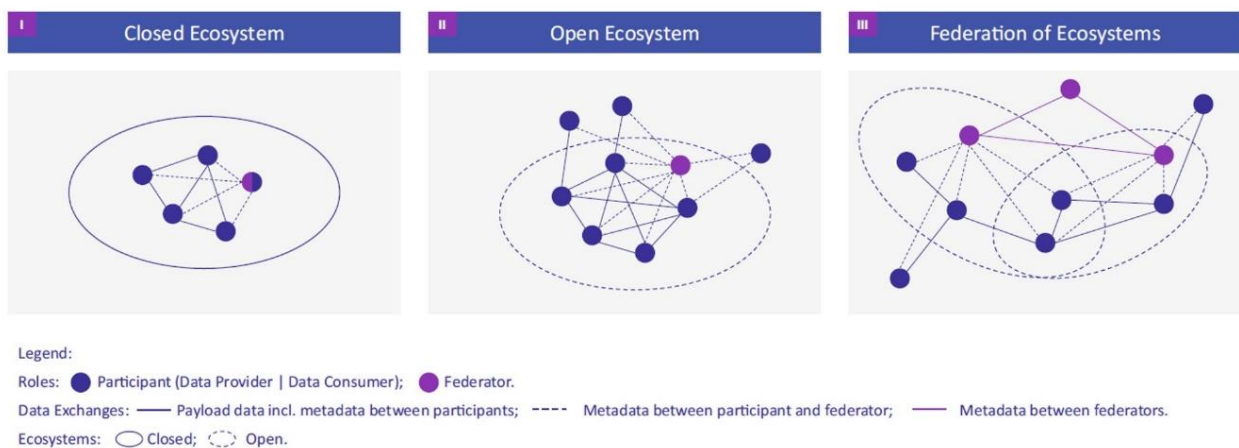 I
Closed Ecosystem
II
Open Ecosystem
III
Federation of Ecosystems
Legend:
Roles: Participant (Data Provider | Data Consumer); Federator.
Data Exchanges: Payload data incl. metadata between participants; Metadata between participant and federator; Metadata between federators.
Ecosystems: Closed; Open.